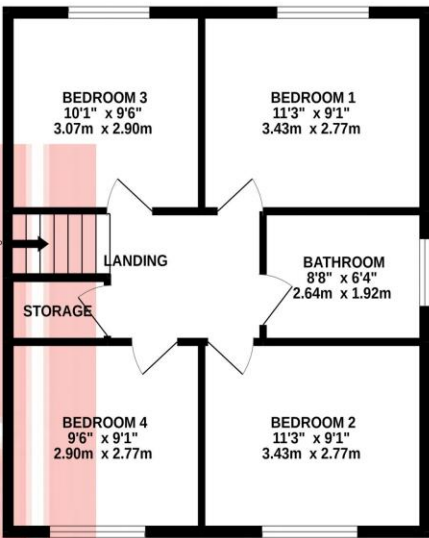 BEDROOM 3
10'1" x 9'6"
3.07m x 2.90m
BEDROOM 1
11'3" x 9'1"
3.43m x 2.77m
LANDING
BATHROOM
8'8" x 6'4"
2.64m x 1.92m
STORAGE
BEDROOM 4
9'6" x 9'1"
2.90m x 2.77m
BEDROOM 2
11'3" x 9'1"
3.43m x 2.77m